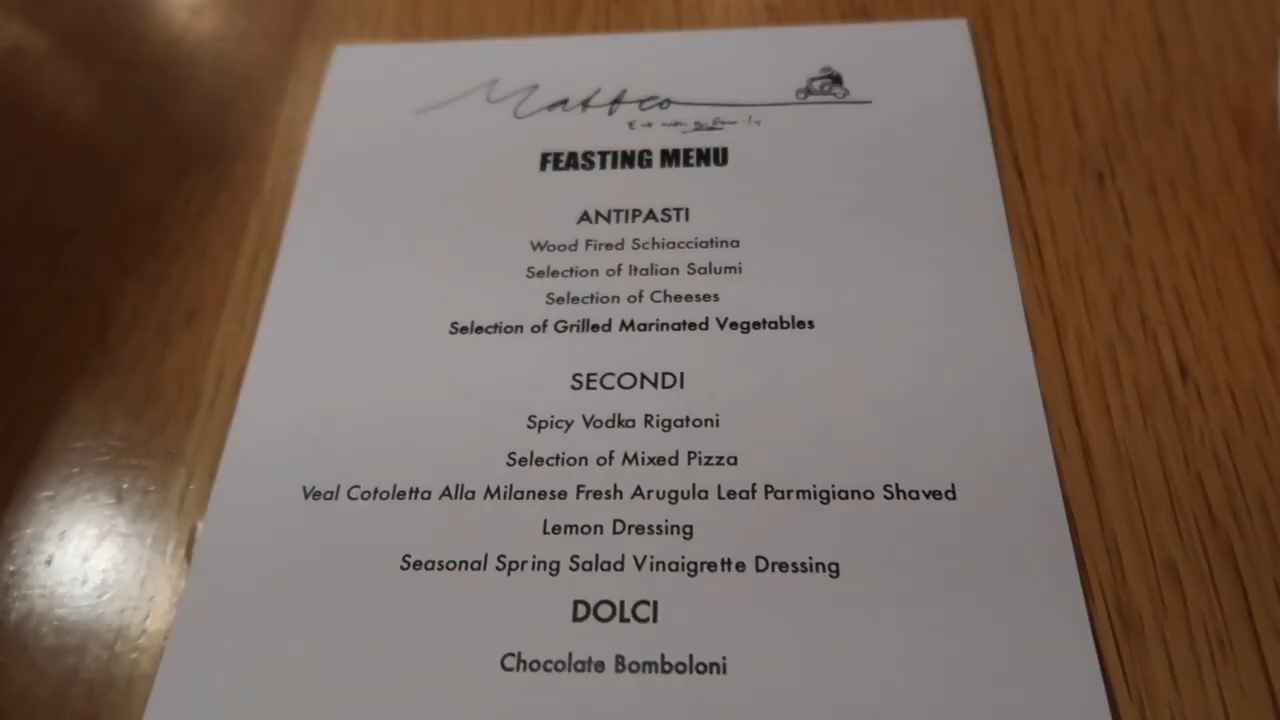 Matteo
FEASTING MENU
ANTIPASTI
Wood Fired Schiacciatina
Selection of Italian Salumi
Selection of Cheeses
Selection of Grilled Marinated Vegetables
SECONDI
Spicy Vodka Rigatoni
Selection of Mixed Pizza
Veal Cotoletta Alla Milanese Fresh Arugula Leaf Parmigiano Shaved
Lemon Dressing
Seasonal Spring Salad Vinaigrette Dressing
DOLCI
Chocolate Bomboloni